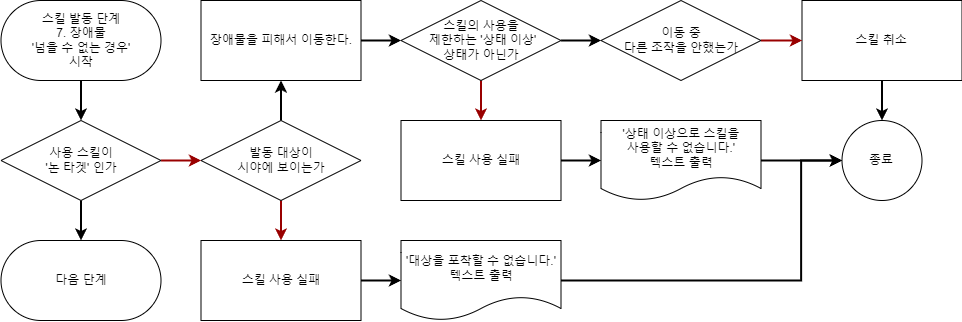 스킬 발동 단계
7. 장애물
'넘을 수 없는 경우'
시작
장애물을 피해서 이동한다.
스킬의 사용을
제한하는 '상태 이상'
상태가 아닌가
이동 중
다른 조작을 안했는가
스킬 취소
사용 스킬이
'논 타겟' 인가
발동 대상이
시야에 보이는가
스킬 사용 실패
'상태 이상으로 스킬을
사용할 수 없습니다.'
텍스트 출력
종료
다음 단계
스킬 사용 실패
'대상을 포착할 수 없습니다.'
텍스트 출력